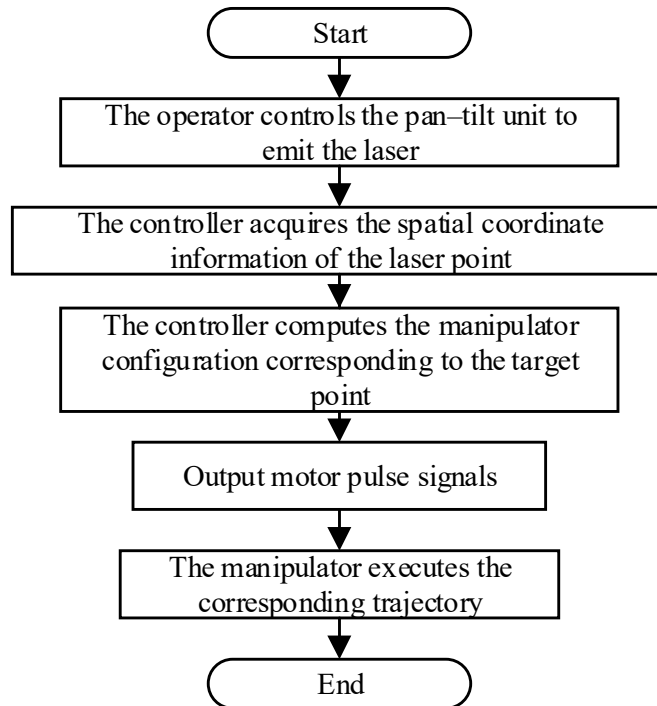 Start
The operator controls the pan–tilt unit to
emit the laser
The controller acquires the spatial coordinate
information of the laser point
The controller computes the manipulator
configuration corresponding to the target
point
Output motor pulse signals
The manipulator executes the
corresponding trajectory
End